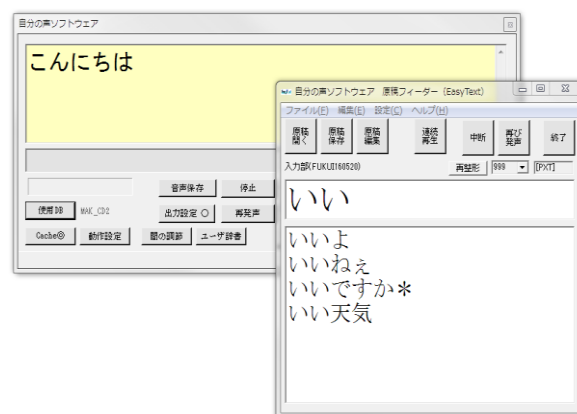 自分の声ソフトウェア
こんにちは
音声保存 停止
使用DB MAK_CD2 出力設定 〇 再発声
Cache◎ 動作設定 間の調節 ユーザ辞書
自分の声ソフトウェア 原稿フィーダー (EasyText)
ファイル(F) 編集(E) 設定(C) ヘルプ(H)
原稿開く 原稿保存 原稿編集 連続再生 中断 再び発声 終了
入力部(FUKUI160520) 再整形 999 [PXT]
いい
いいよ
いいねぇ
いいですか*
いい天気